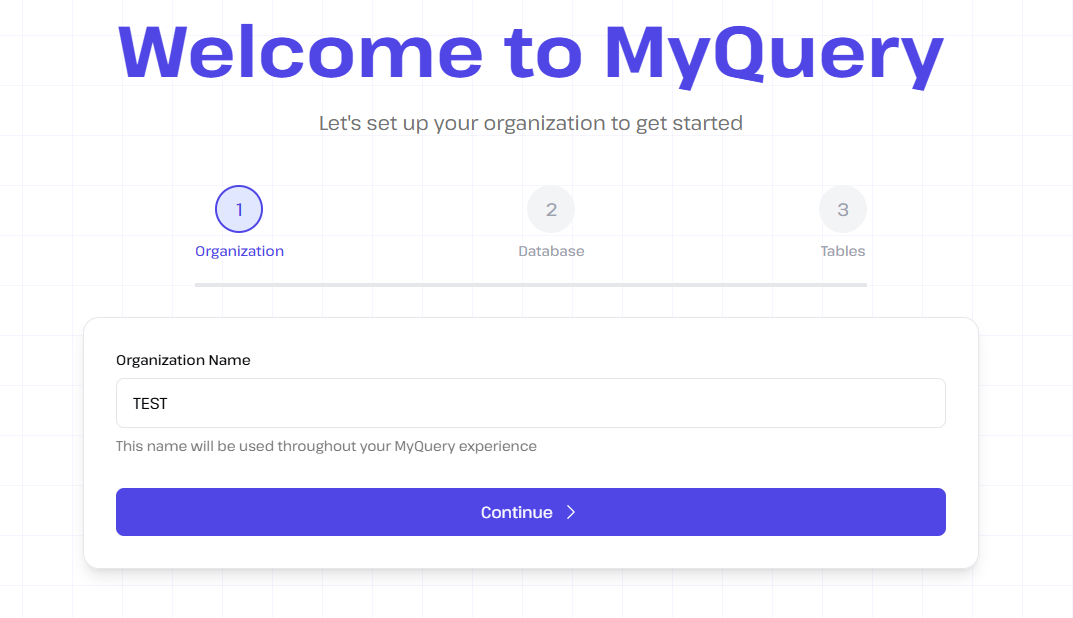 Welcome to MyQuery
Let's set up your organization to get started
1 2 3
Organization Database Tables
Organization Name
TEST
This name will be used throughout your MyQuery experience
Continue